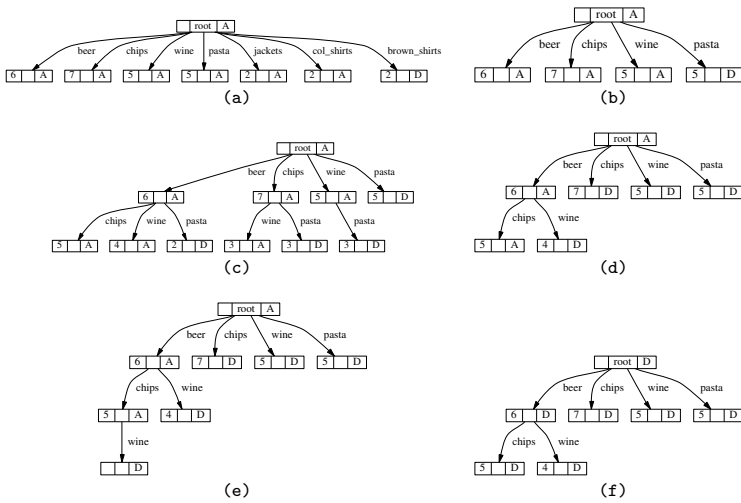 root A
beer chips wine pasta jackets col_shirts brown_shirts
6 A 7 A 5 A 5 A 2 A 2 A 2 D
(a)
root A
beer chips wine pasta
6 A 7 A 5 A 5 D
(b)
root A
beer chips wine pasta
6 A 7 A 5 A 5 D
chips wine pasta wine pasta pasta
5 A 4 A 2 D 3 A 3 D 3 D
(c)
root A
beer chips wine pasta
6 A 7 D 5 D 5 D
chips wine
5 A 4 D
(d)
root A
beer chips wine pasta
6 A 7 D 5 D 5 D
chips wine
5 A 4 D
wine
D
(e)
root D
beer chips wine pasta
6 D 7 D 5 D 5 D
chips wine
5 D 4 D
(f)